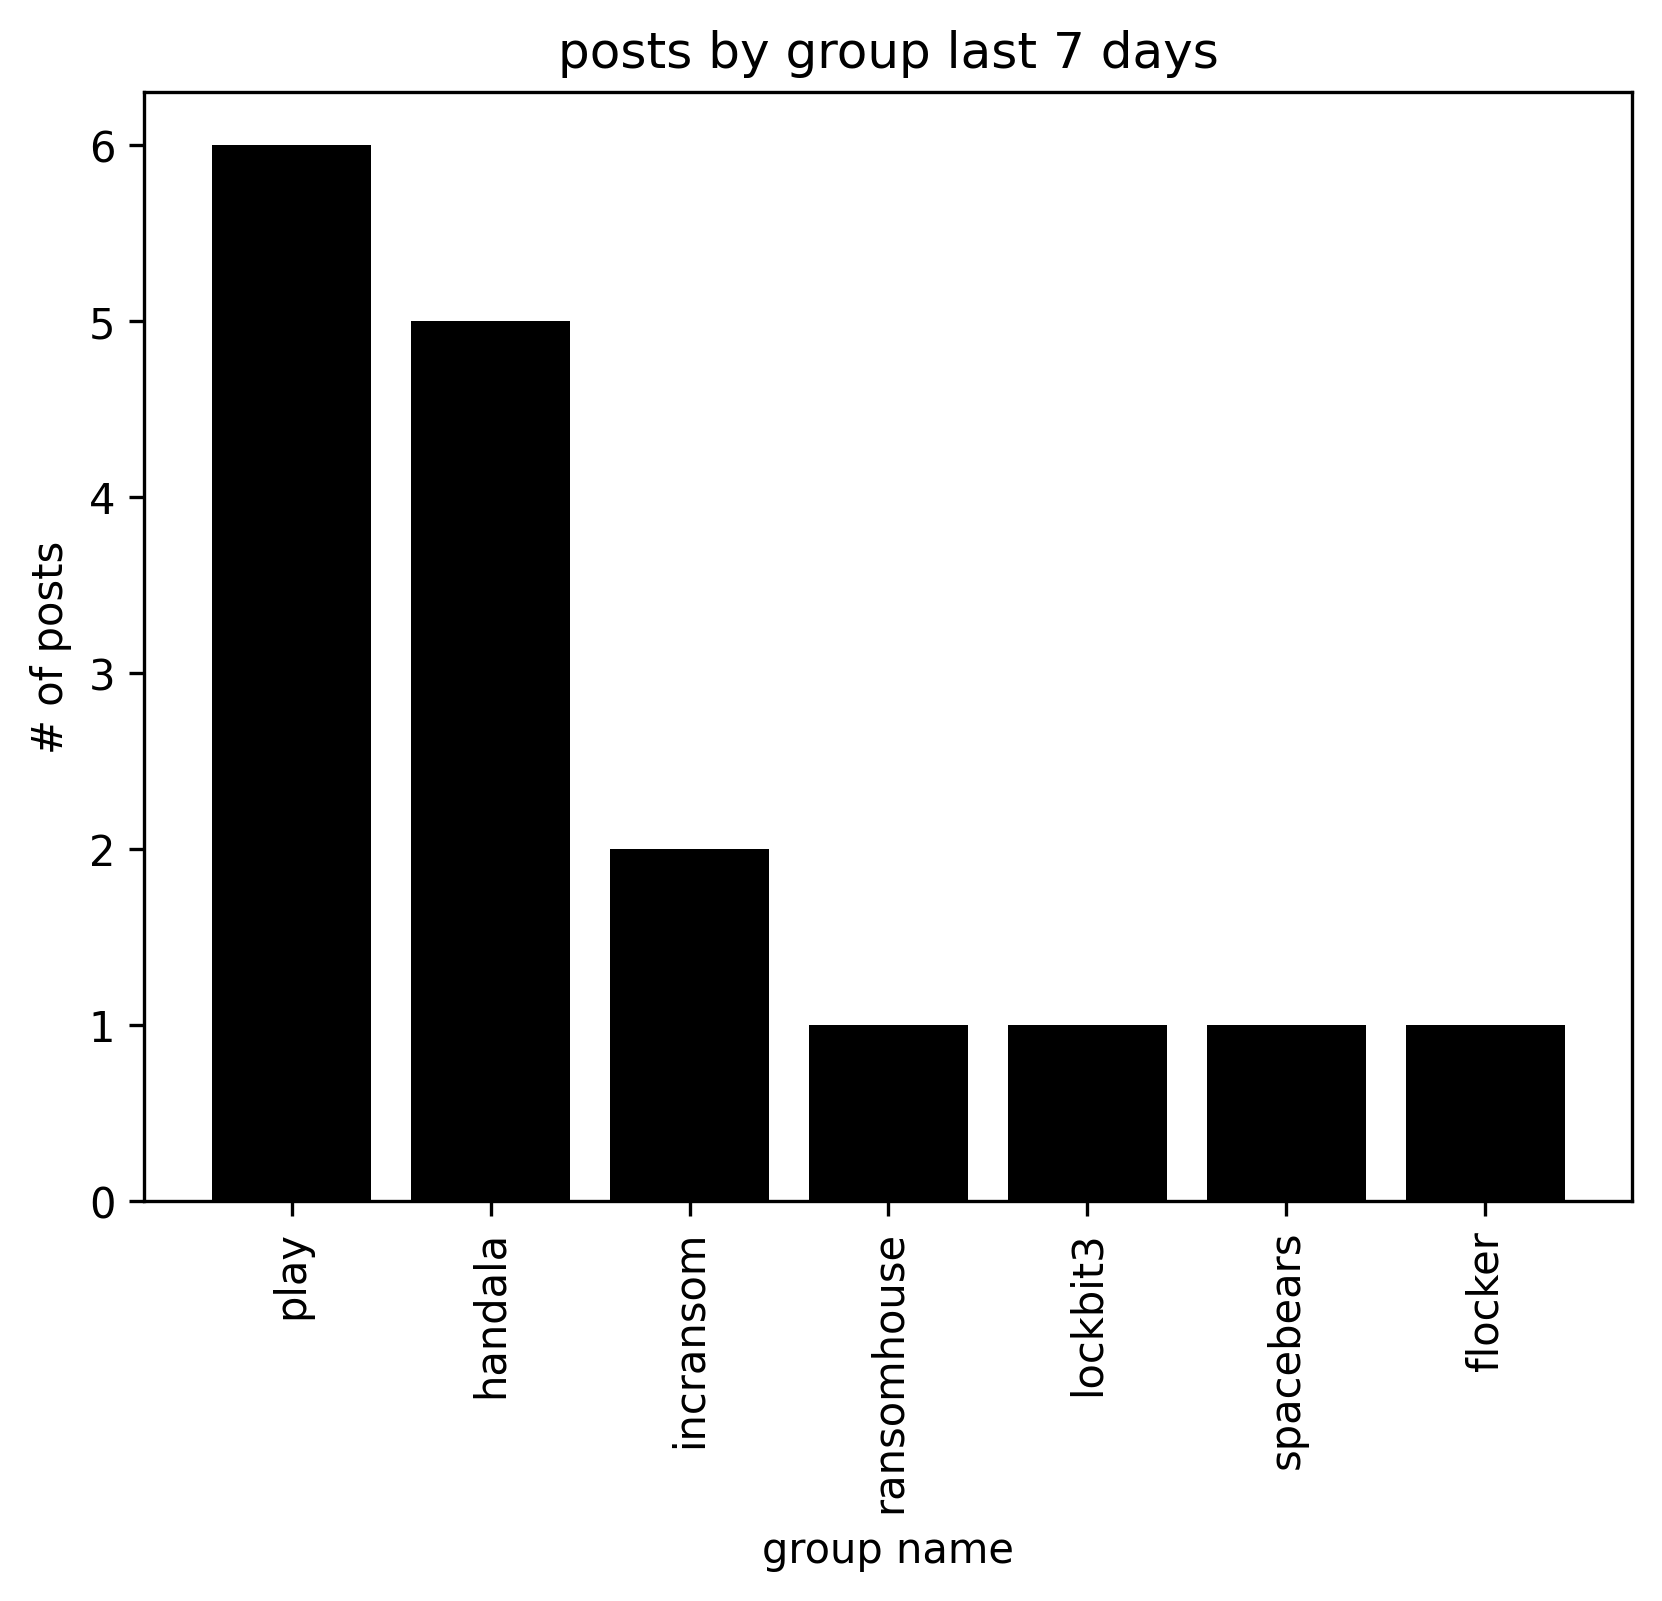 posts by group last 7 days
# of posts
6
5
4
3
2
1
0
play
handala
incransom
ransomhouse
lockbit3
spacebears
flocker
group name